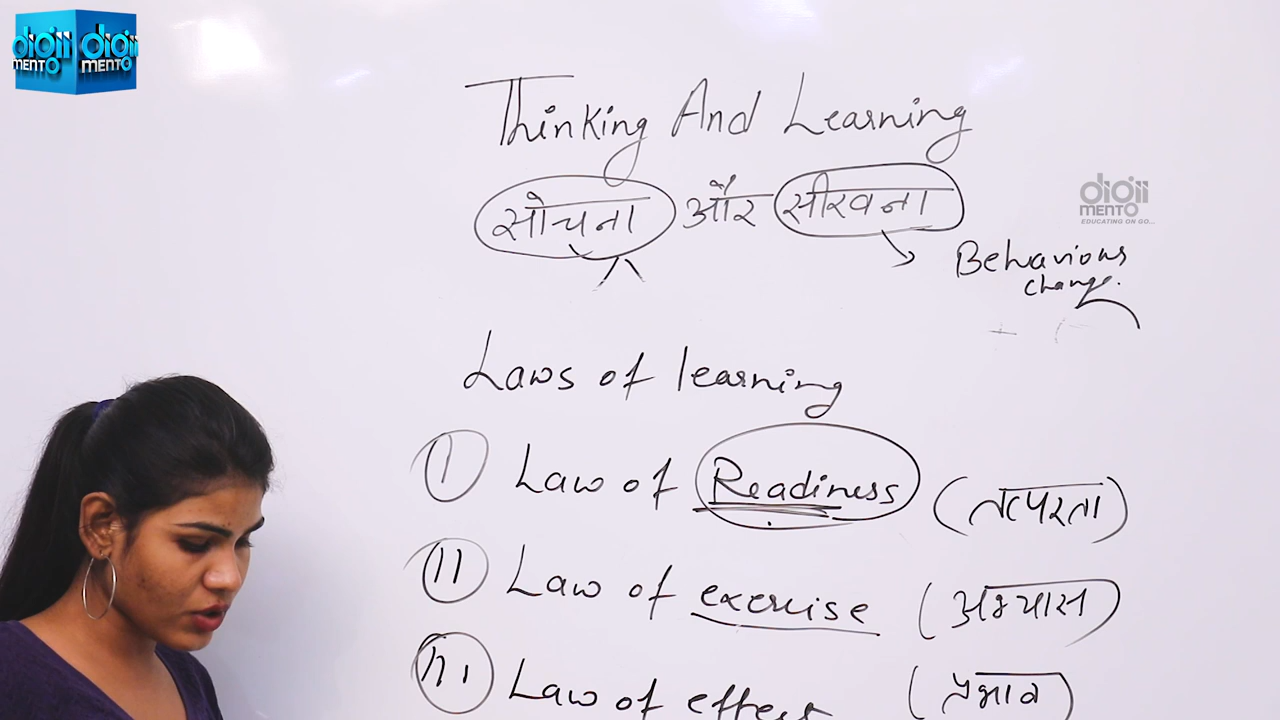 digii digii
MENTO MENTO
Thinking And Learning
सोचना और सीखना
digii
MENTO
EDUCATING ON GO...
Behavious
change.
Laws of learning
I Law of Readiness (तत्परता)
II Law of exercise (अभ्यास)
III Law of effect (प्रभाव)